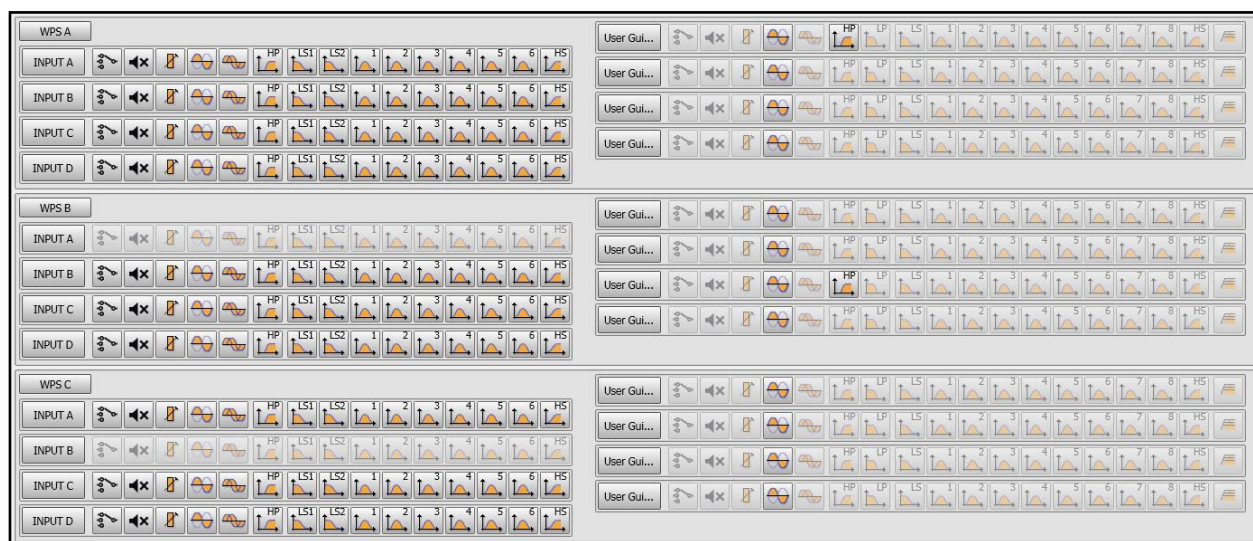 WPS A
INPUT A HP LS1 LS2 1 2 3 4 5 6 HS
INPUT B HP LS1 LS2 1 2 3 4 5 6 HS
INPUT C HP LS1 LS2 1 2 3 4 5 6 HS
INPUT D HP LS1 LS2 1 2 3 4 5 6 HS
User Gui... HP LP LS 1 2 3 4 5 6 7 8 HS
User Gui... HP LP LS 1 2 3 4 5 6 7 8 HS
User Gui... HP LP LS 1 2 3 4 5 6 7 8 HS
User Gui... HP LP LS 1 2 3 4 5 6 7 8 HS
WPS B
INPUT A HP LS1 LS2 1 2 3 4 5 6 HS
INPUT B HP LS1 LS2 1 2 3 4 5 6 HS
INPUT C HP LS1 LS2 1 2 3 4 5 6 HS
INPUT D HP LS1 LS2 1 2 3 4 5 6 HS
User Gui... HP LP LS 1 2 3 4 5 6 7 8 HS
User Gui... HP LP LS 1 2 3 4 5 6 7 8 HS
User Gui... HP LP LS 1 2 3 4 5 6 7 8 HS
User Gui... HP LP LS 1 2 3 4 5 6 7 8 HS
WPS C
INPUT A HP LS1 LS2 1 2 3 4 5 6 HS
INPUT B HP LS1 LS2 1 2 3 4 5 6 HS
INPUT C HP LS1 LS2 1 2 3 4 5 6 HS
INPUT D HP LS1 LS2 1 2 3 4 5 6 HS
User Gui... HP LP LS 1 2 3 4 5 6 7 8 HS
User Gui... HP LP LS 1 2 3 4 5 6 7 8 HS
User Gui... HP LP LS 1 2 3 4 5 6 7 8 HS
User Gui... HP LP LS 1 2 3 4 5 6 7 8 HS